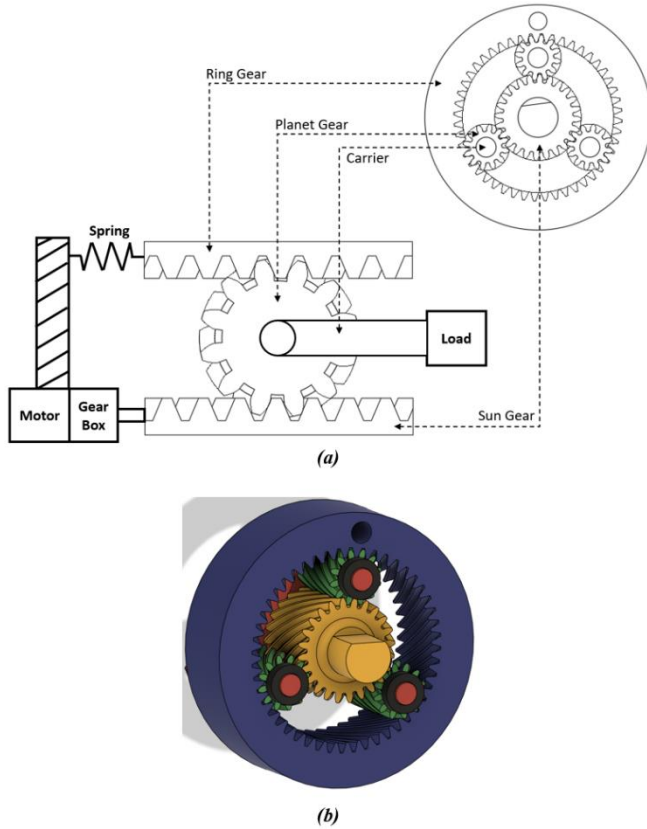 Ring Gear
Planet Gear
Carrier
Spring
Load
Motor
Gear
Box
Sun Gear
(a)
(b)